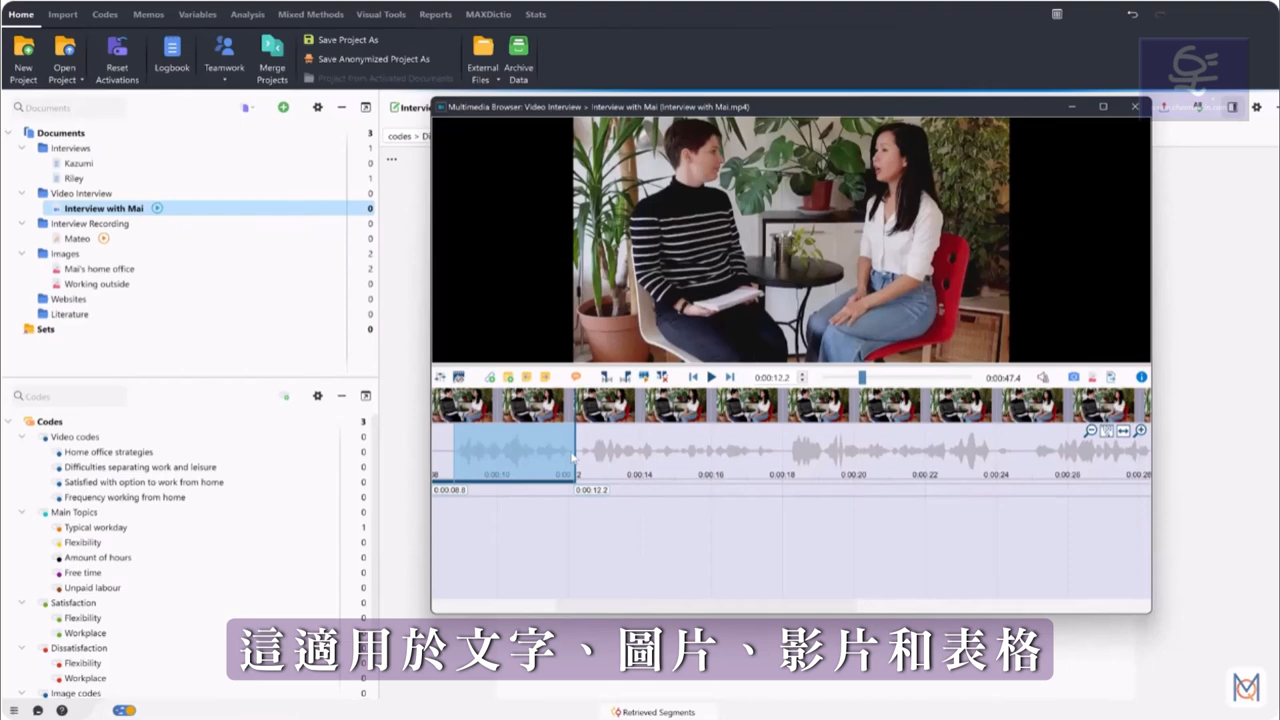 Home Import Codes Memos Variables Analysis Mixed Methods Visual Tools Reports MAXDictio Stats
New Project
Open Project
Reset Activations
Logbook
Teamwork
Merge Projects
Save Project As
Save Anonymized Project As
Project from Activated Documents
External Files
Archive Data
Documents
Documents 3
Interviews 1
Kazumi 0
Riley 0
Video Interview 0
Interview with Mai 0
Interview Recording 0
Mateo 0
Images 2
Mai's home office 2
Working outside 0
Websites 0
Literature 0
Sets 0
codes > Di
Multimedia Browser: Video Interview > Interview with Mai (Interview with Mai.mp4)
0:00:12.2
0:00:47.4
0:00:10 0:00:14 0:00:16 0:00:18 0:00:20 0:00:22 0:00:24 0:00:26 0:00:28
0:00:08.8 0:00:12.2
Codes
Codes 3
Video codes 0
Home office strategies 0
Difficulties separating work and leisure 0
Satisfied with option to work from home 0
Frequency working from home 0
Main Topics 0
Typical workday 1
Flexibility 0
Amount of hours 0
Free time 0
Unpaid labour 0
Satisfaction 0
Flexibility 0
Workplace 0
Dissatisfaction
Flexibility
Workplace
Image codes 0
這適用於文字、圖片、影片和表格
Retrieved Segments